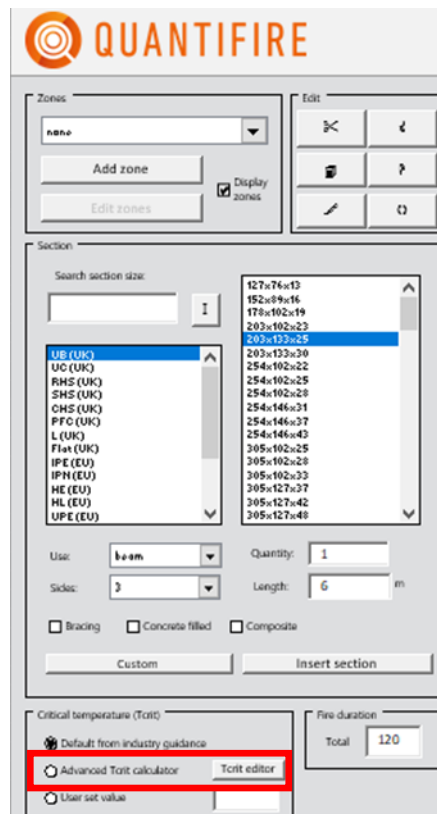 QUANTIFIRE
Zones
none
Add zone
Edit zones
Display
zones
Edit
Section
Search section size:
I
UB (UK)
UC (UK)
RHS (UK)
SHS (UK)
CHS (UK)
PFC (UK)
L (UK)
Flat (UK)
IPE (EU)
IPN (EU)
HE (EU)
HL (EU)
UPE (EU)
127x76x13
152x89x16
178x102x19
203x102x23
203x133x25
203x133x30
254x102x22
254x102x25
254x102x28
254x146x31
254x146x37
254x146x43
305x102x25
305x102x28
305x102x33
305x127x37
305x127x42
305x127x48
Use:
beam
Quantity:
1
Sides:
3
Length:
6
m
Bracing
Concrete filled
Composite
Custom
Insert section
Critical temperature (Tcrit)
Default from industry guidance
Advanced Tcrit calculator
Tcrit editor
User set value
Fire duration
Total
120